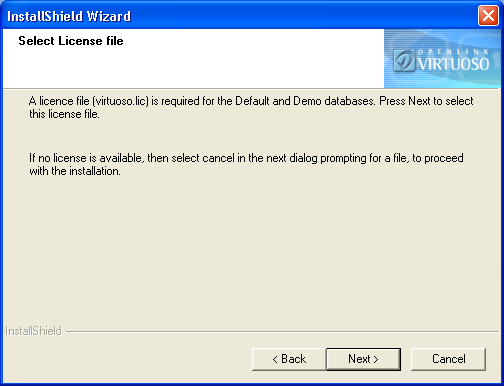 InstallShield Wizard
Select License file
OPENLINK
VIRTUOSO
A licence file (virtuoso.lic) is required for the Default and Demo databases. Press Next to select
this license file.
If no license is available, then select cancel in the next dialog prompting for a file, to proceed
with the installation.
InstallShield
< Back
Next >
Cancel